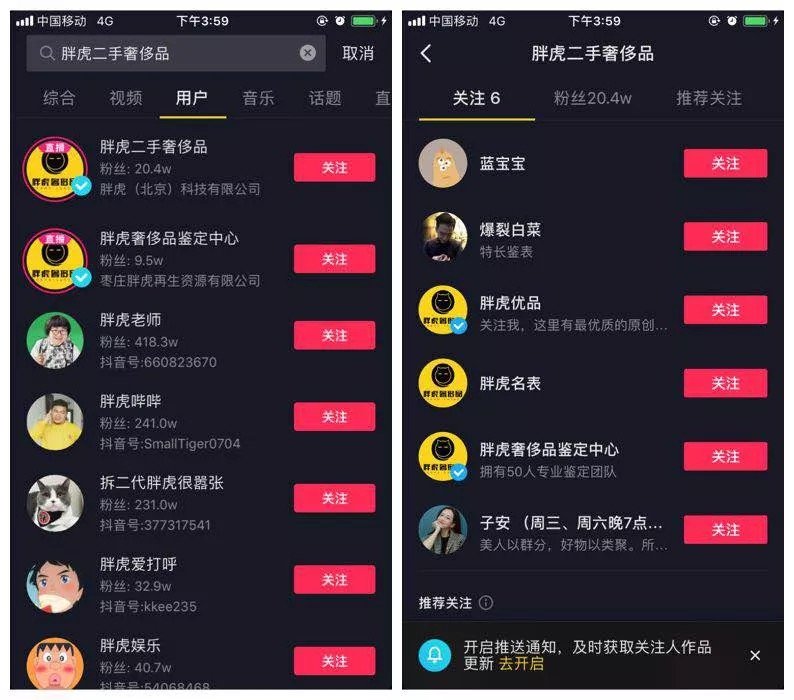 中国移动 4G 下午3:59
胖虎二手奢侈品 取消
综合 视频 用户 音乐 话题 直
直播
胖虎奢侈品
胖虎二手奢侈品
粉丝: 20.4w
胖虎（北京）科技有限公司
关注
直播
胖虎奢侈品
胖虎奢侈品鉴定中心
粉丝: 9.5w
枣庄胖虎再生资源有限公司
关注
胖虎老师
粉丝: 418.3w
抖音号:660823670
关注
胖虎哔哔
粉丝: 241.0w
抖音号:SmallTiger0704
关注
拆二代胖虎很嚣张
粉丝: 231.0w
抖音号:377317541
关注
胖虎爱打呼
粉丝: 32.9w
抖音号:kkee235
关注
胖虎娱乐
粉丝: 40.7w
抖音号:54068468
关注
中国移动 4G 下午3:59
胖虎二手奢侈品
关注 6 粉丝20.4w 推荐关注
蓝宝宝
关注
爆裂白菜
特长鉴表
关注
胖虎奢侈品
胖虎优品
关注我，这里有最优质的原创...
关注
胖虎奢侈品
胖虎名表
关注
胖虎奢侈品
胖虎奢侈品鉴定中心
拥有50人专业鉴定团队
关注
子安 （周三、周六晚7点...
美人以群分，好物以类聚。所...
关注
推荐关注
开启推送通知，及时获取关注人作品
更新 去开启